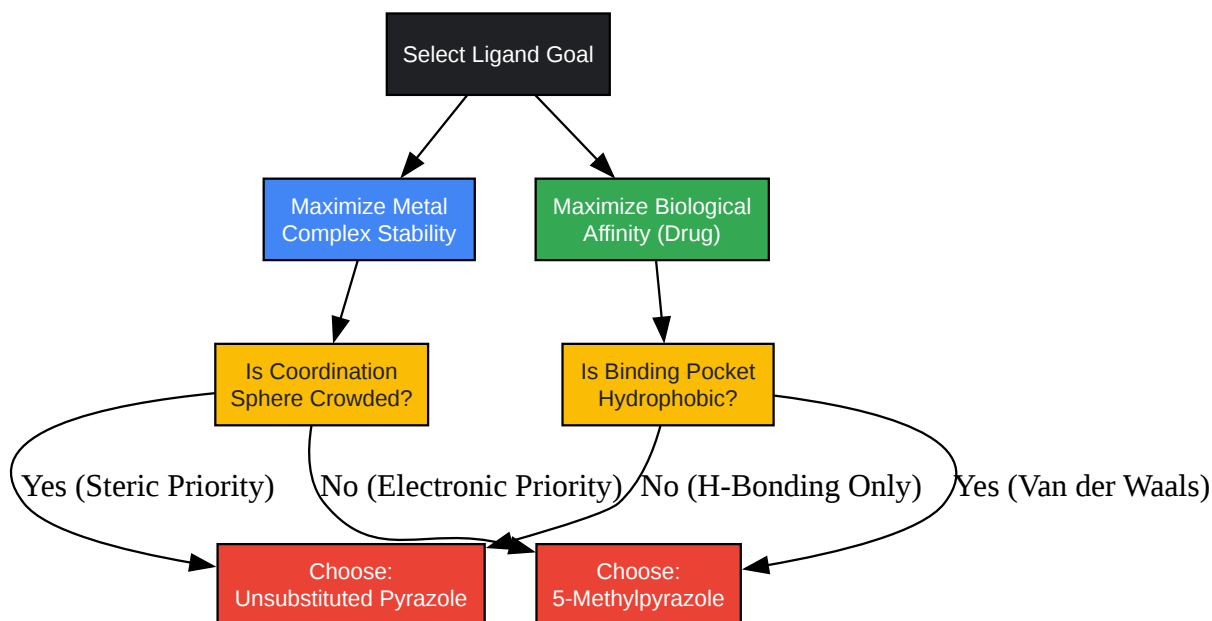 Select Ligand Goal
Maximize Metal
Complex Stability
Maximize Biological
Affinity (Drug)
Is Coordination
Sphere Crowded?
Is Binding Pocket
Hydrophobic?
Yes (Steric Priority)
No (Electronic Priority)
No (H-Bonding Only)
Yes (Van der Waals)
Choose:
Unsubstituted Pyrazole
Choose:
5-Methylpyrazole